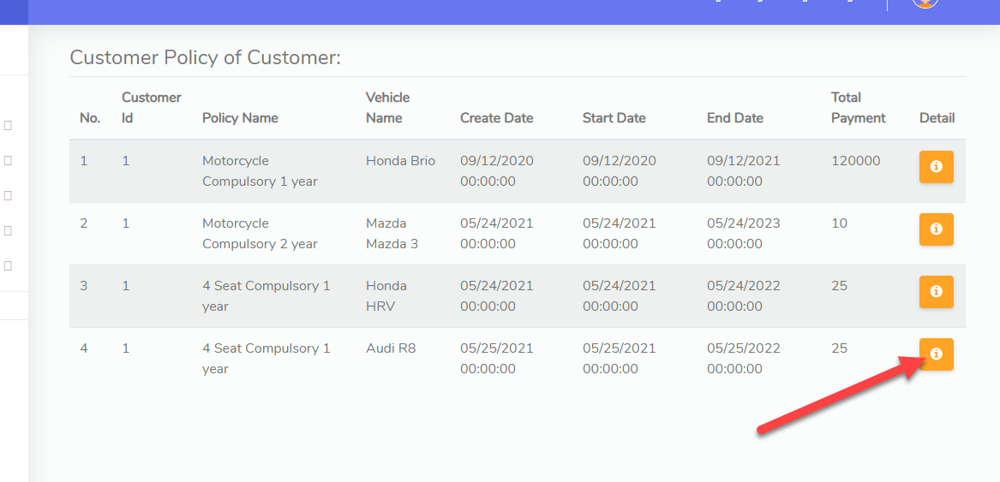 Customer Policy of Customer:
No. Customer Id Policy Name Vehicle Name Create Date Start Date End Date Total Payment Detail
1 1 Motorcycle Compulsory 1 year Honda Brio 09/12/2020 00:00:00 09/12/2020 00:00:00 09/12/2021 00:00:00 120000
2 1 Motorcycle Compulsory 2 year Mazda Mazda 3 05/24/2021 00:00:00 05/24/2021 00:00:00 05/24/2023 00:00:00 10
3 1 4 Seat Compulsory 1 year Honda HRV 05/24/2021 00:00:00 05/24/2021 00:00:00 05/24/2022 00:00:00 25
4 1 4 Seat Compulsory 1 year Audi R8 05/25/2021 00:00:00 05/25/2021 00:00:00 05/25/2022 00:00:00 25